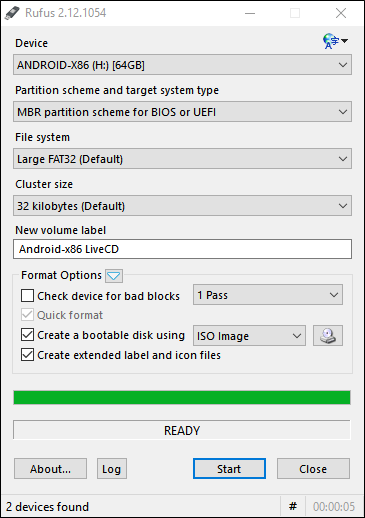 Rufus 2.12.1054
Device
ANDROID-X86 (H:) [64GB]
Partition scheme and target system type
MBR partition scheme for BIOS or UEFI
File system
Large FAT32 (Default)
Cluster size
32 kilobytes (Default)
New volume label
Android-x86 LiveCD
Format Options
Check device for bad blocks 1 Pass
Quick format
Create a bootable disk using ISO Image
Create extended label and icon files
READY
About... Log Start Close
2 devices found # 00:00:05